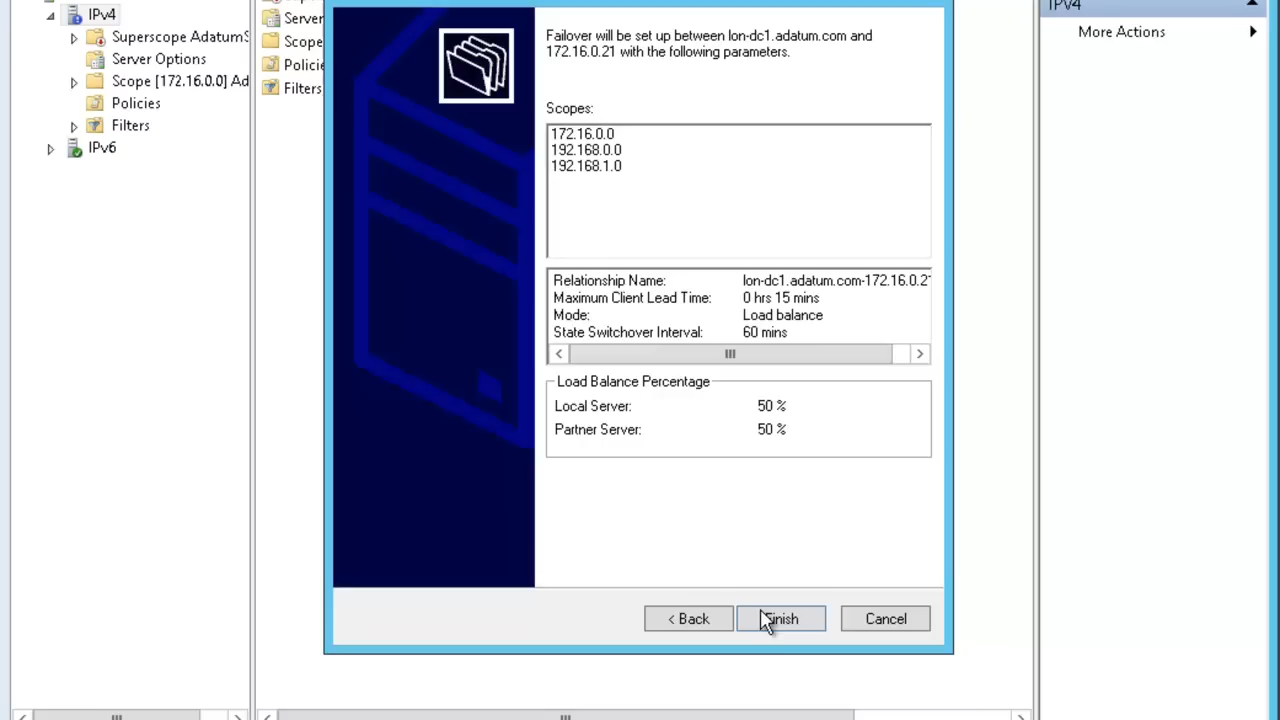 IPv4
Superscope AdatumS
Server Options
Scope [172.16.0.0] Ad
Policies
Filters
IPv6
Server
Scope
Policie
Filters
Failover will be set up between lon-dc1.adatum.com and
172.16.0.21 with the following parameters.
Scopes:
172.16.0.0
192.168.0.0
192.168.1.0
Relationship Name: lon-dc1.adatum.com-172.16.0.21
Maximum Client Lead Time: 0 hrs 15 mins
Mode: Load balance
State Switchover Interval: 60 mins
Load Balance Percentage
Local Server: 50 %
Partner Server: 50 %
< Back
Finish
Cancel
IPv4
More Actions